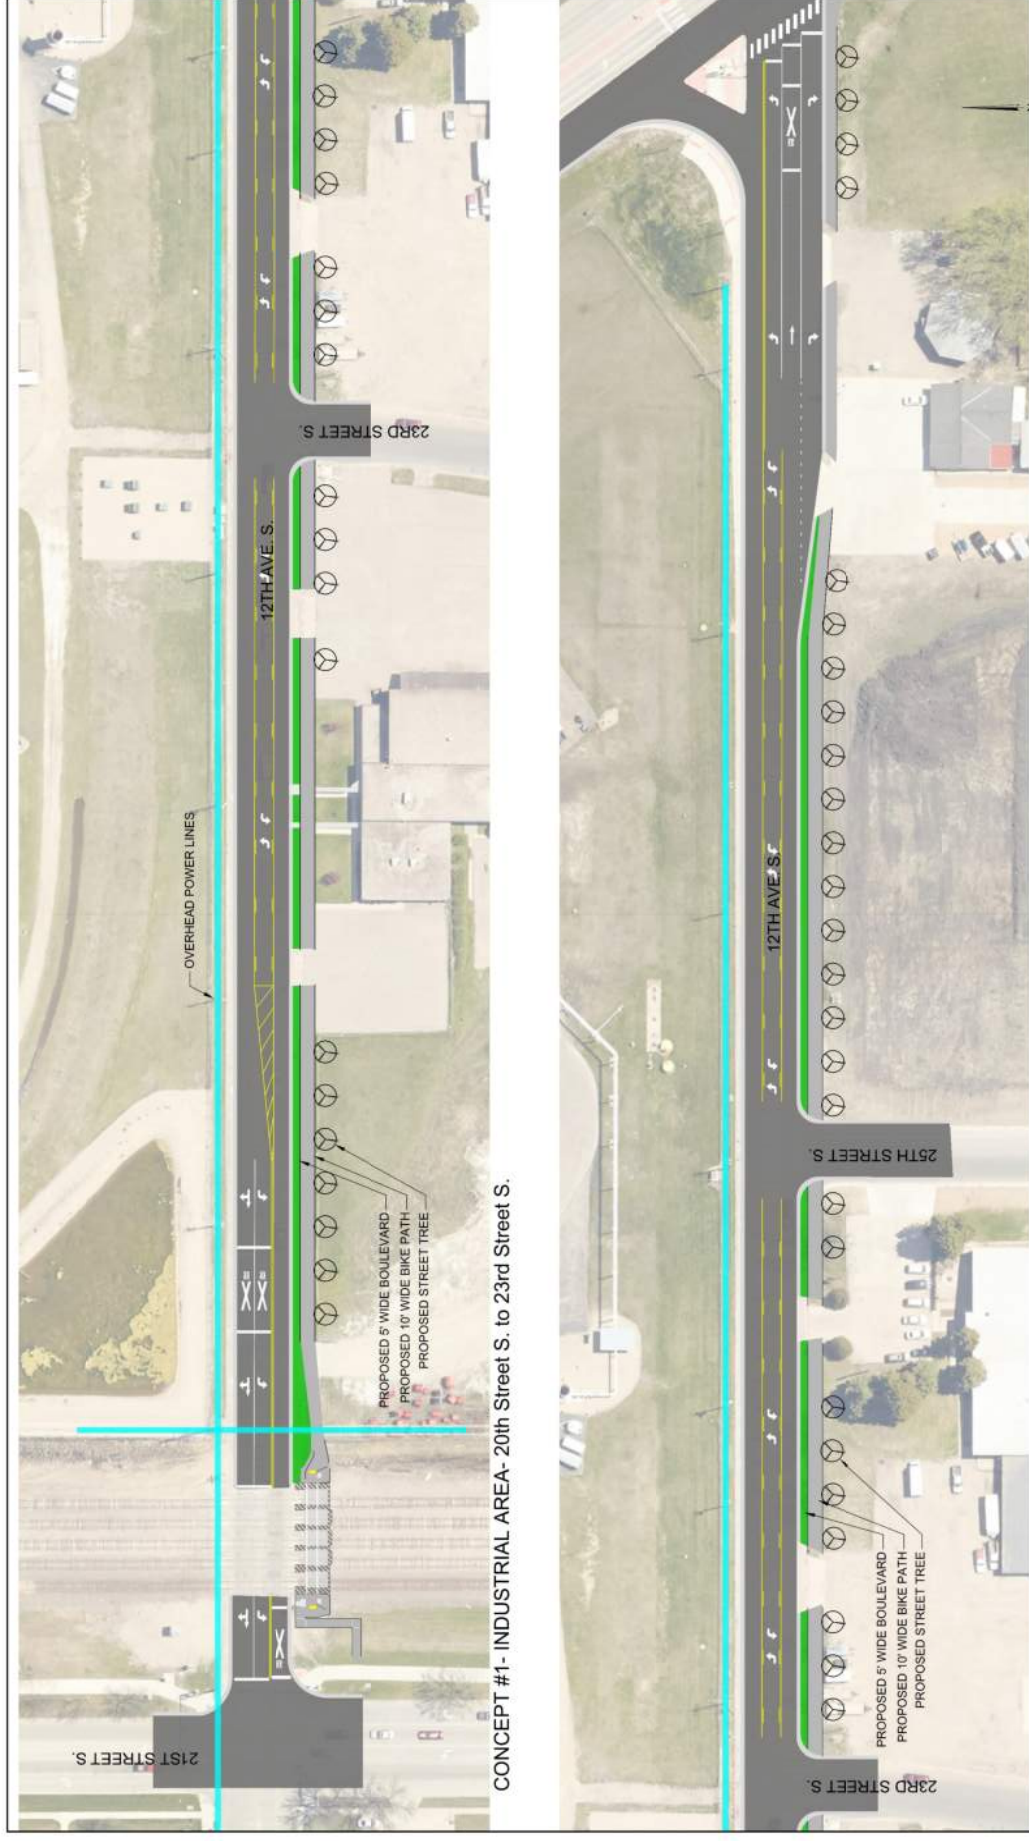 21ST STREET S.
OVERHEAD POWER LINES
12TH AVE. S.
23RD STREET S.
PROPOSED 5' WIDE BOULEVARD
PROPOSED 10' WIDE BIKE PATH
PROPOSED STREET TREE
CONCEPT #1- INDUSTRIAL AREA- 20th Street S. to 23rd Street S.
23RD STREET S.
PROPOSED 5' WIDE BOULEVARD
PROPOSED 10' WIDE BIKE PATH
PROPOSED STREET TREE
25TH STREET S.
12TH AVE. S.